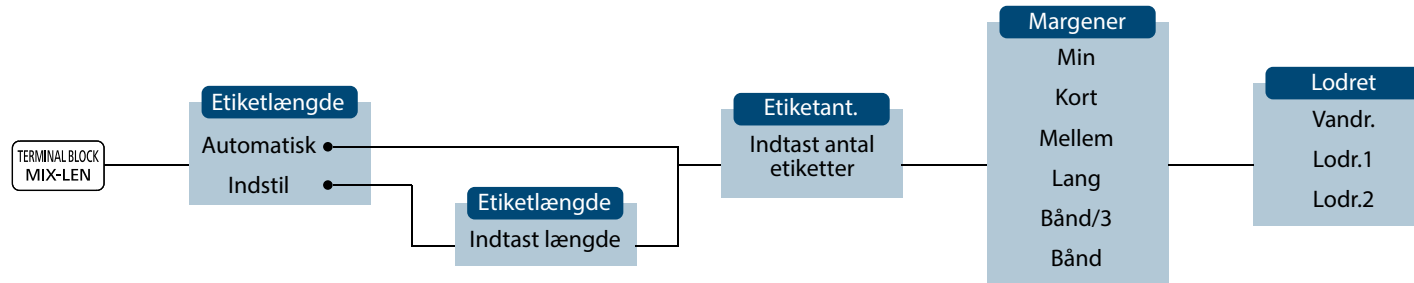 TERMINAL BLOCK
MIX-LEN
Etiketlængde
Automatisk
Indstil
Etiketlængde
Indtast længde
Etiketant.
Indtast antal
etiketter
Margener
Min
Kort
Mellem
Lang
Bånd/3
Bånd
Lodret
Vandr.
Lodr.1
Lodr.2